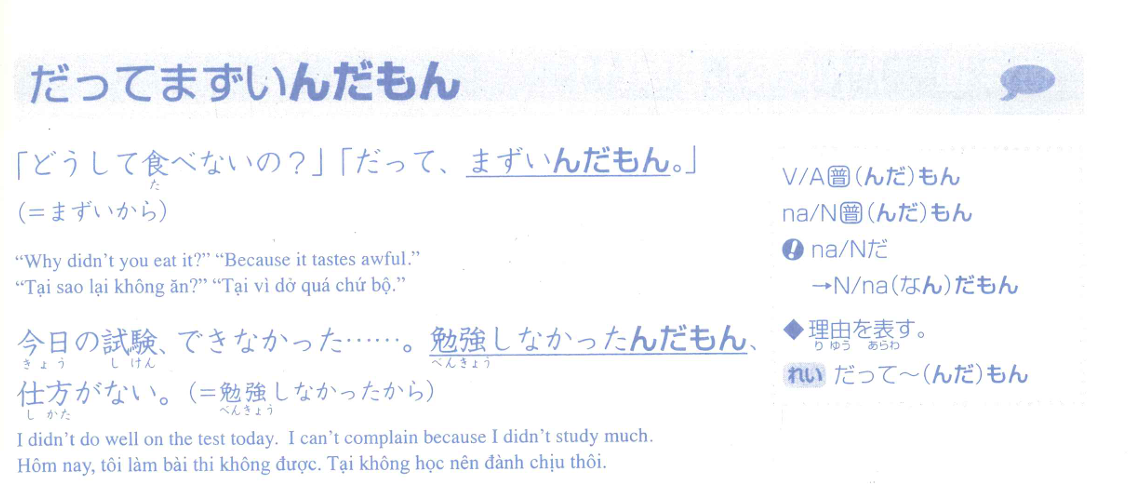 だってまずいんだもん
「どうして食べないの？」「だって、まずいんだもん。」
た
(＝まずいから)
“Why didn’t you eat it?” “Because it tastes awful.”
“Tại sao lại không ăn?” “Tại vì dở quá chứ bộ.”
今日の試験、できなかった……。勉強しなかったんだもん、
きょう しけん べんきょう
仕方がない。(＝勉強しなかったから)
しかた べんきょう
I didn’t do well on the test today. I can’t complain because I didn’t study much.
Hôm nay, tôi làm bài thi không được. Tại không học nên đành chịu thôi.
V/A普(んだ)もん
na/N普(んだ)もん
! na/Nだ
→N/na(なん)だもん
◆理由を表す。
りゆう あらわ
れい だって～(んだ)もん